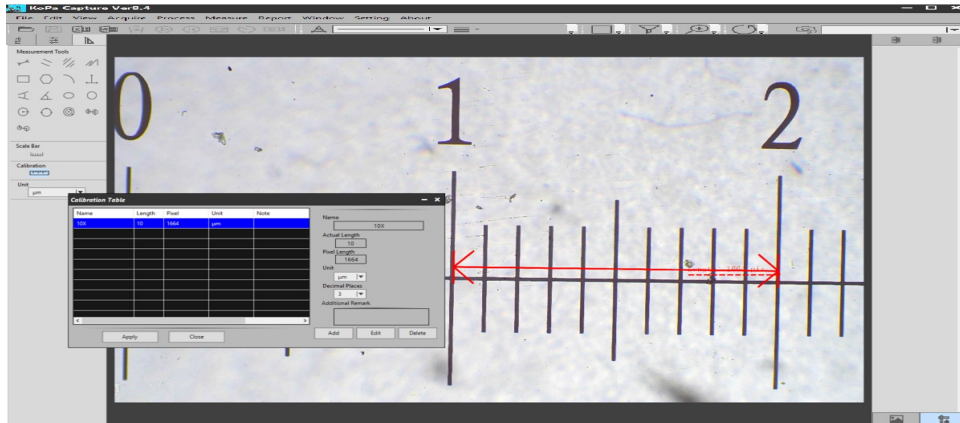 KoPa Capture Ver8.4
File Edit View Acquire Process Measure Report Window Setting About
Measurement Tools
Scale Bar
Calibration
Unit
μm
0 1 2
Calibration Table
Name Length Pixel Unit Note
10X 10 1664 μm
Name
10X
Actual Length
10
Pixel Length
1664
Unit
μm
Decimal Places
3
Additional Remark
Apply Close Add Edit Delete